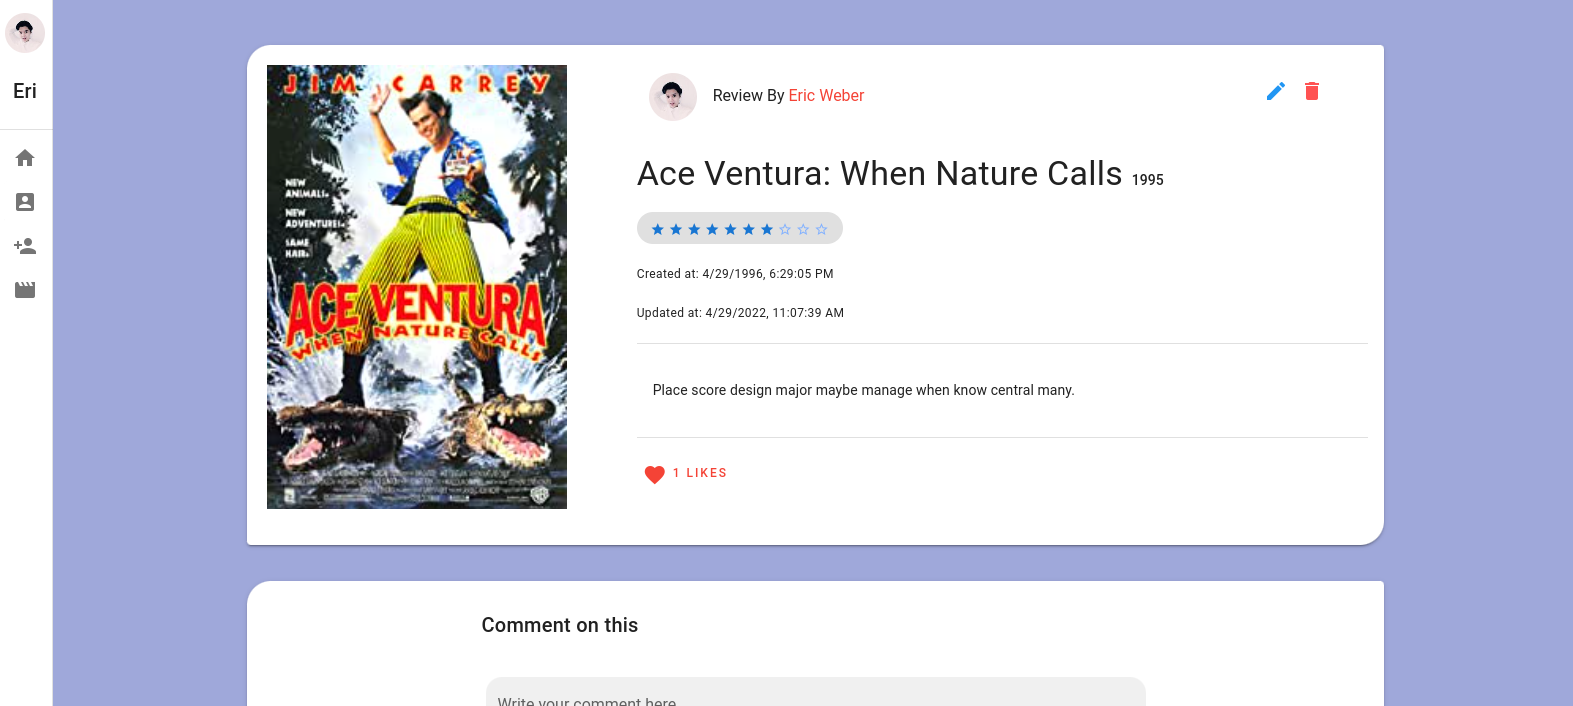 Eri
JIM CARREY
NEW
ANIMALS.
NEW
ADVENTURES.
SAME
HAIR.
ACE VENTURA
WHEN NATURE CALLS
Review By Eric Weber
Ace Ventura: When Nature Calls 1995
Created at: 4/29/1996, 6:29:05 PM
Updated at: 4/29/2022, 11:07:39 AM
Place score design major maybe manage when know central many.
1 LIKES
Comment on this
Write your comment here